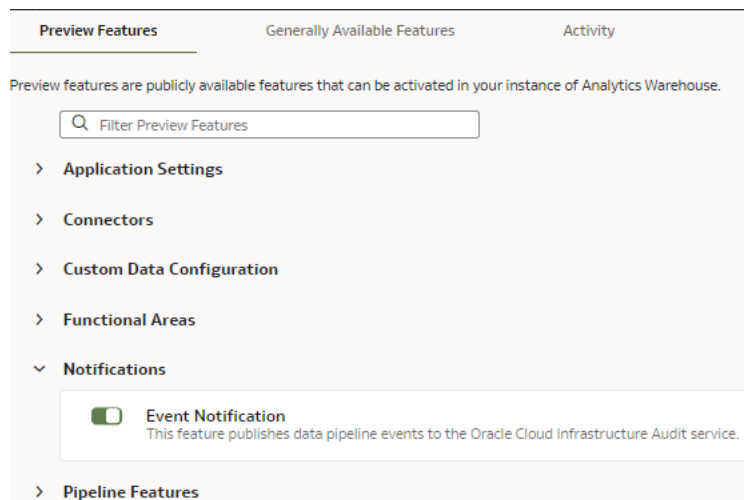 Preview Features Generally Available Features Activity
Preview features are publicly available features that can be activated in your instance of Analytics Warehouse.
Filter Preview Features
Application Settings
Connectors
Custom Data Configuration
Functional Areas
Notifications
Event Notification
This feature publishes data pipeline events to the Oracle Cloud Infrastructure Audit service.
Pipeline Features